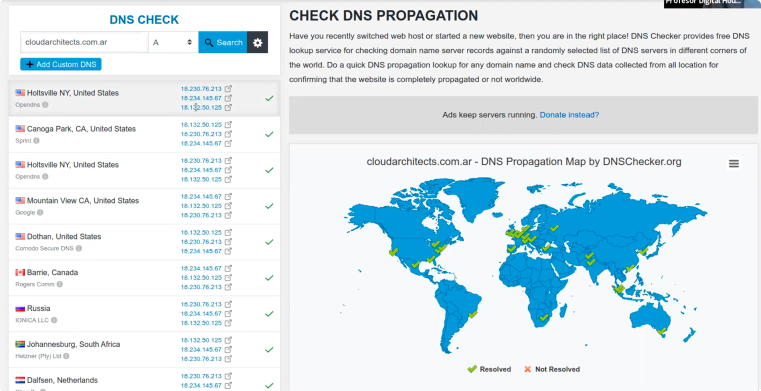 Profesor Digital Hou...
DNS CHECK
cloudarchitects.com.ar
A
Search
Add Custom DNS
Holtsville NY, United States
Opendns
18.230.76.213
18.234.145.67
18.132.50.125
Canoga Park, CA, United States
Sprint
18.132.50.125
18.230.76.213
18.234.145.67
Holtsville NY, United States
Opendns
18.230.76.213
18.234.145.67
18.132.50.125
Mountain View CA, United States
Google
18.234.145.67
18.132.50.125
18.230.76.213
Dothan, United States
Comodo Secure DNS
18.132.50.125
18.230.76.213
18.234.145.67
Barrie, Canada
Rogers Comm
18.234.145.67
18.132.50.125
18.230.76.213
Russia
IONICA LLC
18.230.76.213
18.234.145.67
18.132.50.125
Johannesburg, South Africa
Hetzner (Pty) Ltd
18.132.50.125
18.234.145.67
18.230.76.213
Dalfsen, Netherlands
18.132.50.125
18.234.145.67
CHECK DNS PROPAGATION
Have you recently switched web host or started a new website, then you are in the right place! DNS Checker provides free DNS
lookup service for checking domain name server records against a randomly selected list of DNS servers in different corners of
the world. Do a quick DNS propagation lookup for any domain name and check DNS data collected from all location for
confirming that the website is completely propagated or not worldwide.
Ads keep servers running. Donate instead?
cloudarchitects.com.ar - DNS Propagation Map by DNSChecker.org
Resolved
Not Resolved